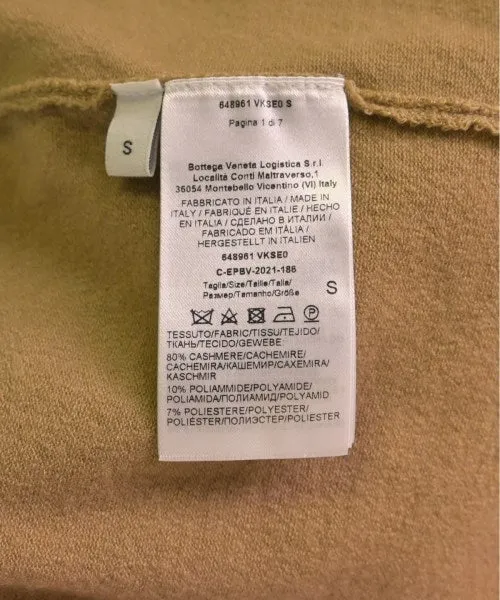 S
648961 VKSE0 S
Pagina 1 di 7
Bottega Veneta Logistica S.r.l.
Località Conti Maltraverso,1
36054 Montebello Vicentino (VI) Italy
FABBRICATO IN ITALIA / MADE IN
ITALY / FABRIQUÉ EN ITALIE / HECHO
EN ITALIA / СДЕЛАНО В ИТАЛИИ /
FABRICADO EM ITÁLIA /
HERGESTELLT IN ITALIEN
648961 VKSE0
C-EPBV-2021-186
Taglia/Size/Taille/Talla/
Размер/Tamanho/Größe
S
TESSUTO/FABRIC/TISSU/TEJIDO/
ТКАНЬ/TECIDO/GEWEBE:
80% CASHMERE/CACHEMIRE/
CACHEMIRA/КАШЕМИР/CAXEMIRA/
KASCHMIR
10% POLIAMMIDE/POLYAMIDE/
POLIAMIDA/ПОЛИАМИД/POLYAMID
7% POLIESTERE/POLYESTER/
POLIÉSTER/ПОЛИЭСТЕР/POLIESTER